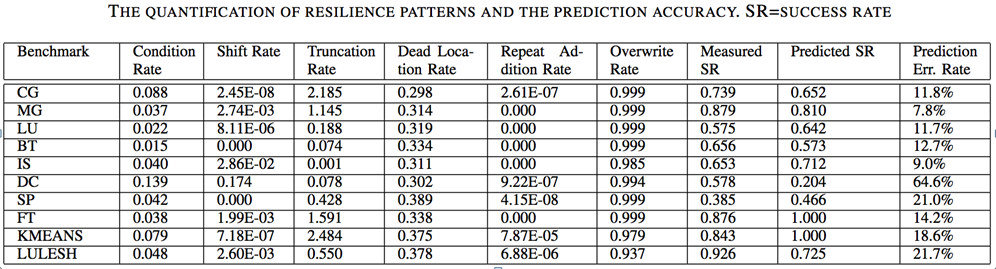 THE QUANTIFICATION OF RESILIENCE PATTERNS AND THE PREDICTION ACCURACY. SR=SUCCESS RATE
Benchmark Condition Shift Rate Truncation Dead Loca- Repeat Ad- Overwrite Measured Predicted SR Prediction
Rate Rate tion Rate dition Rate Rate SR Err. Rate
CG 0.088 2.45E-08 2.185 0.298 2.61E-07 0.999 0.739 0.652 11.8%
MG 0.037 2.74E-03 1.145 0.314 0.000 0.999 0.879 0.810 7.8%
LU 0.022 8.11E-06 0.188 0.319 0.000 0.999 0.575 0.642 11.7%
BT 0.015 0.000 0.074 0.334 0.000 0.999 0.656 0.573 12.7%
IS 0.040 2.86E-02 0.001 0.311 0.000 0.985 0.653 0.712 9.0%
DC 0.139 0.174 0.078 0.302 9.22E-07 0.994 0.578 0.204 64.6%
SP 0.042 0.000 0.428 0.389 4.15E-08 0.999 0.385 0.466 21.0%
FT 0.038 1.99E-03 1.591 0.338 0.000 0.999 0.876 1.000 14.2%
KMEANS 0.079 7.18E-07 2.484 0.375 7.87E-05 0.979 0.843 1.000 18.6%
LULESH 0.048 2.60E-03 0.550 0.378 6.88E-06 0.937 0.926 0.725 21.7%